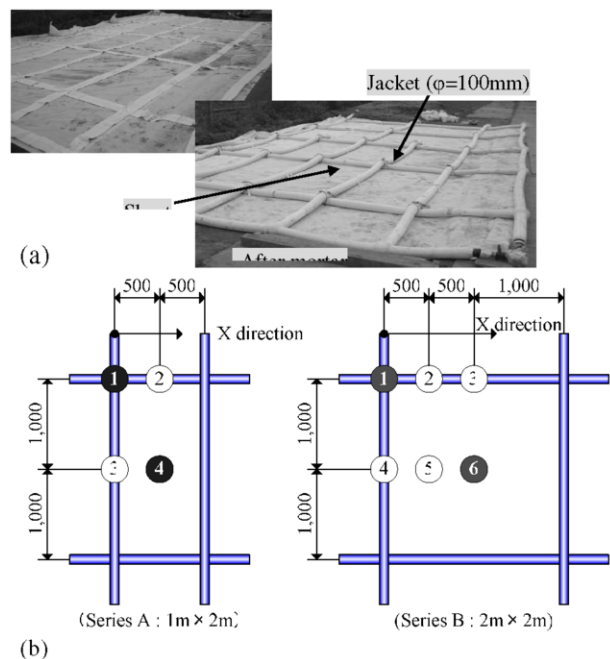 Jacket (φ=100mm)
(a)
500 500
X direction
1
2
3
4
1,000
1,000
(Series A : 1m × 2m)
500 500 1,000
X direction
1
2
3
4
5
6
1,000
1,000
(Series B : 2m × 2m)
(b)